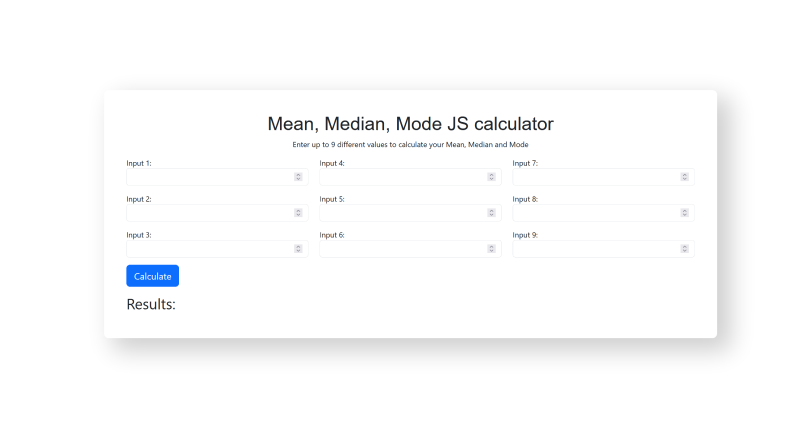 Mean, Median, Mode JS calculator
Enter up to 9 different values to calculate your Mean, Median and Mode
Input 1:
Input 4:
Input 7:
Input 2:
Input 5:
Input 8:
Input 3:
Input 6:
Input 9:
Calculate
Results: